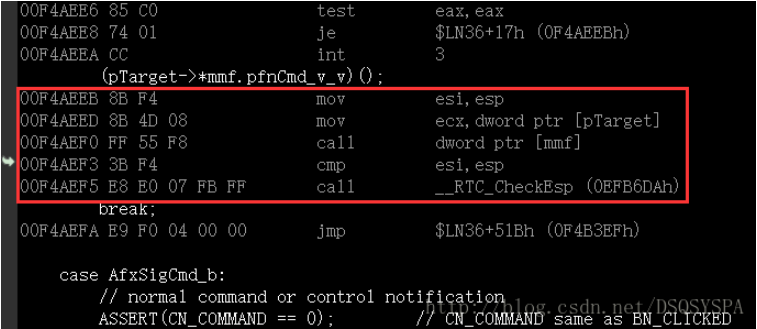 00F4AEE6 85 C0 test eax,eax
00F4AEE8 74 01 je $LN36+17h (0F4AEEBh)
00F4AEEA CC int 3
(pTarget->*mmf.pfnCmd_v_v)();
00F4AEEB 8B F4 mov esi,esp
00F4AEED 8B 4D 08 mov ecx,dword ptr [pTarget]
00F4AEF0 FF 55 F8 call dword ptr [mmf]
00F4AEF3 3B F4 cmp esi,esp
00F4AEF5 E8 E0 07 FB FF call __RTC_CheckEsp (0EFB6DAh)
break;
00F4AEFA E9 F0 04 00 00 jmp $LN36+51Bh (0F4B3EFh)
case AfxSigCmd_b:
// normal command or control notification
ASSERT(CN_COMMAND == 0); // CN_COMMAND same as BN_CLICKED
http://blog.csdn.net/DSQSYSPA